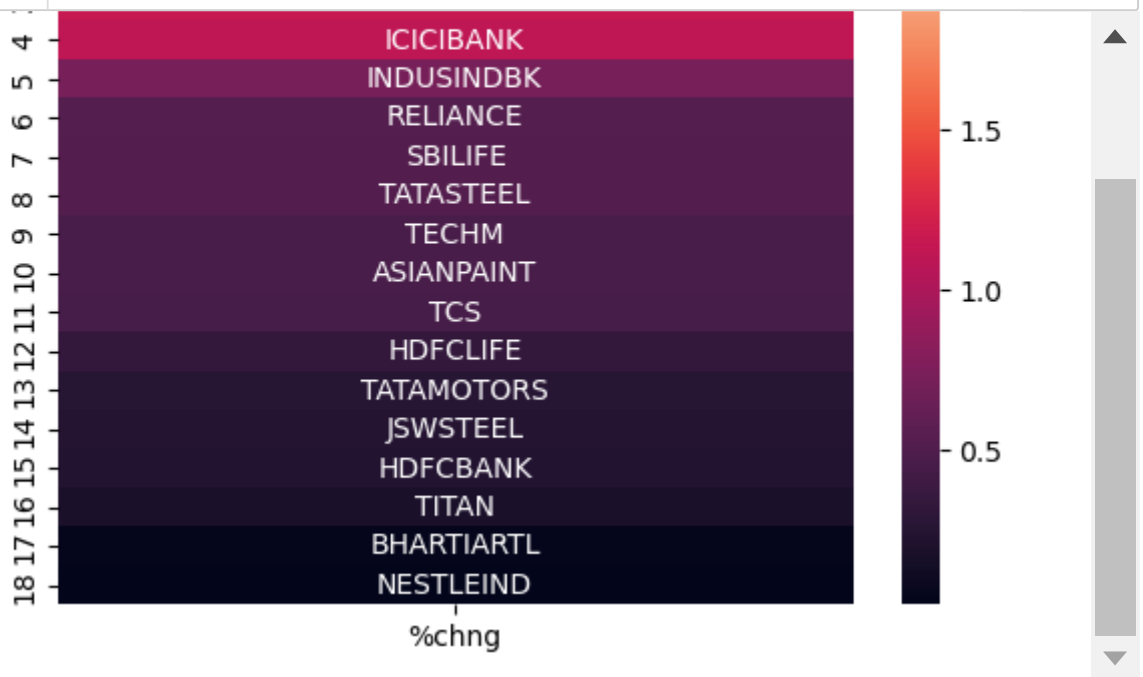 4 ICICIBANK
5 INDUSINDBK
6 RELIANCE
7 SBILIFE
8 TATASTEEL
9 TECHM
10 ASIANPAINT
11 TCS
12 HDFCLIFE
13 TATAMOTORS
14 JSWSTEEL
15 HDFCBANK
16 TITAN
17 BHARTIARTL
18 NESTLEIND
%chng
1.5
1.0
0.5